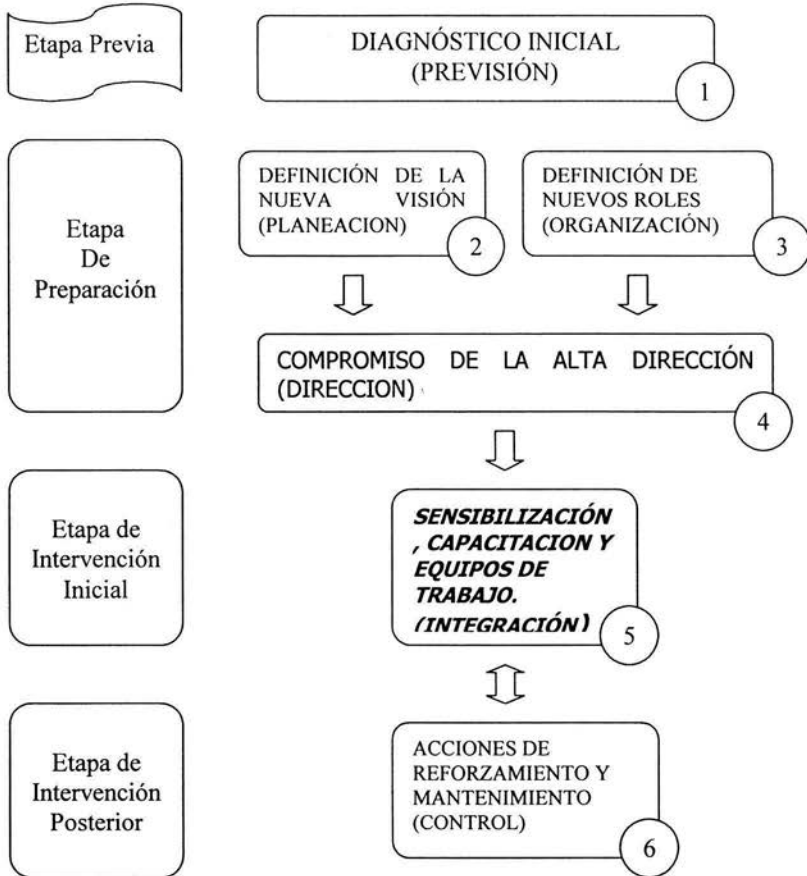 Etapa Previa
DIAGNÓSTICO INICIAL
(PREVISIÓN)
1
Etapa
De
Preparación
DEFINICIÓN DE LA
NUEVA VISIÓN
(PLANEACION)
2
DEFINICIÓN DE
NUEVOS ROLES
(ORGANIZACIÓN)
3
COMPROMISO DE LA ALTA DIRECCIÓN
(DIRECCION)
4
Etapa de
Intervención
Inicial
SENSIBILIZACIÓN
, CAPACITACION Y
EQUIPOS DE
TRABAJO.
(INTEGRACIÓN)
5
Etapa de
Intervención
Posterior
ACCIONES DE
REFORZAMIENTO Y
MANTENIMIENTO
(CONTROL)
6